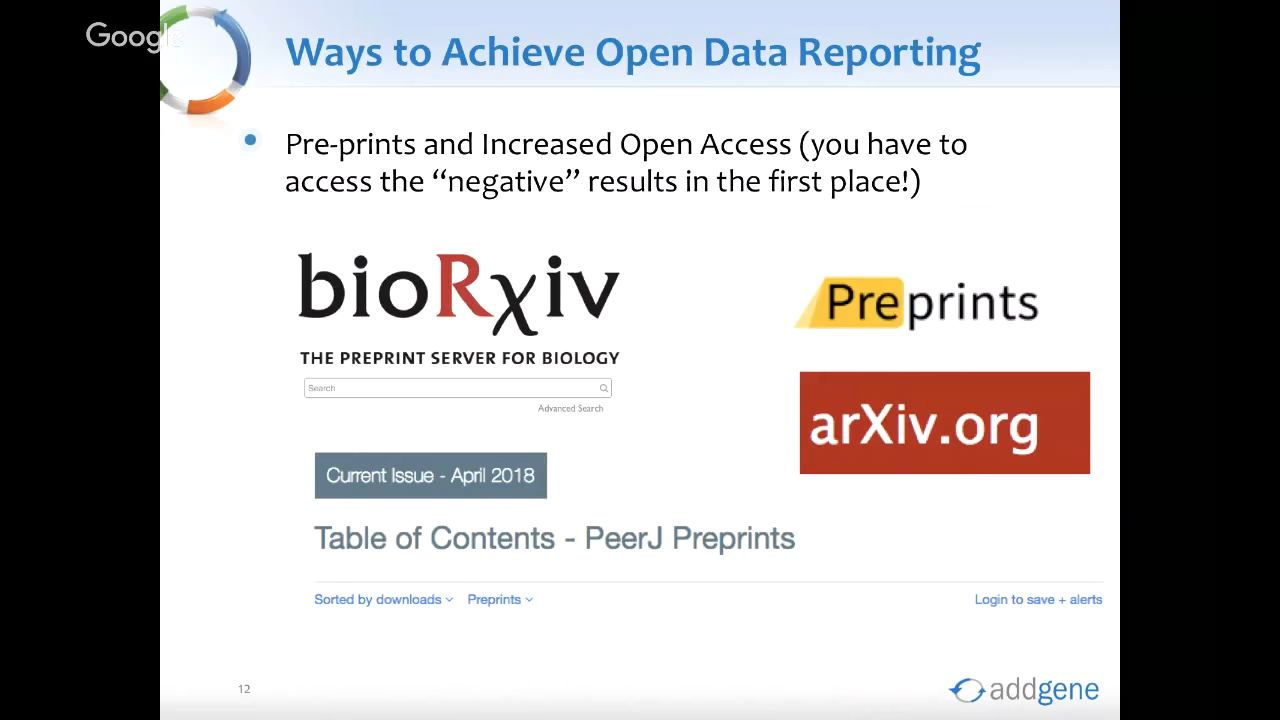 Google
Ways to Achieve Open Data Reporting
Pre-prints and Increased Open Access (you have to
access the “negative” results in the first place!)
bioRχiv
THE PREPRINT SERVER FOR BIOLOGY
Search
Advanced Search
Preprints
arXiv.org
Current Issue - April 2018
Table of Contents - PeerJ Preprints
Sorted by downloads Preprints Login to save + alerts
12
addgene